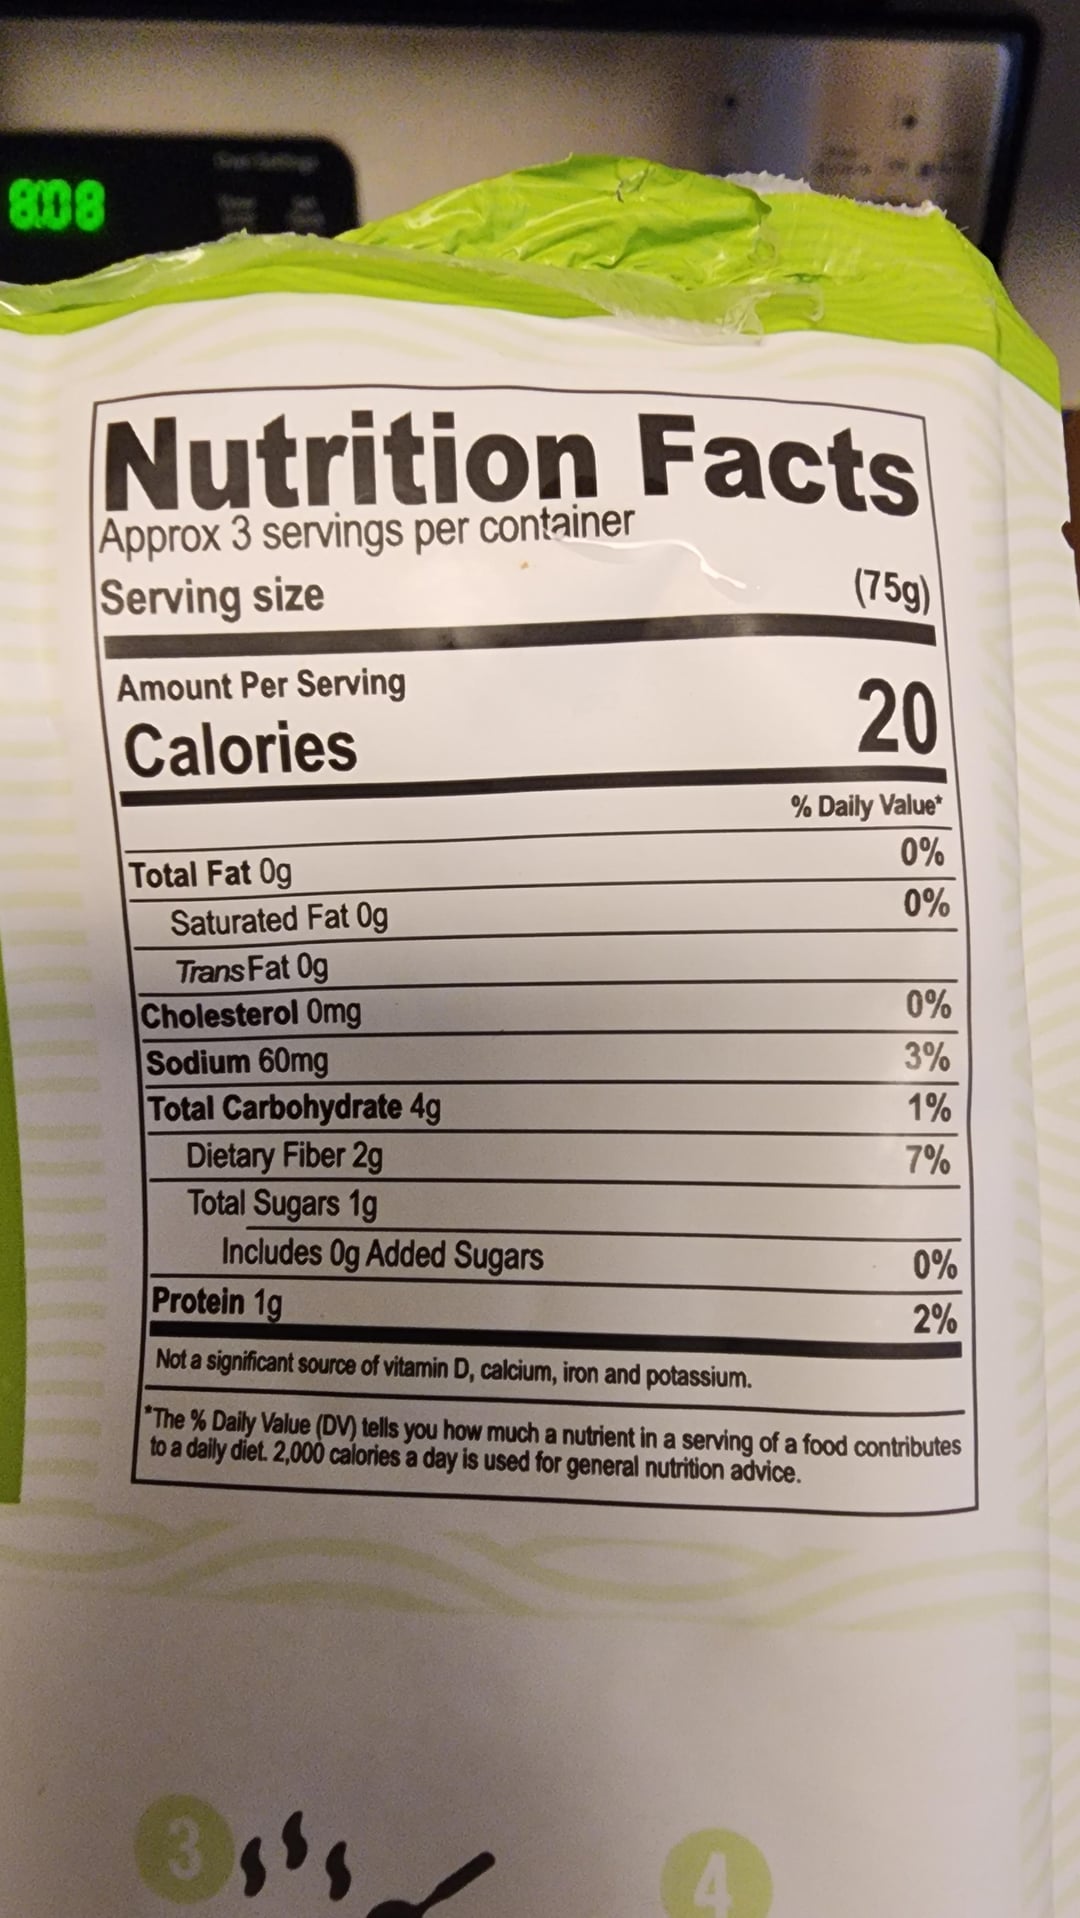 8:08
Nutrition Facts
Approx 3 servings per container
Serving size (75g)
Amount Per Serving
Calories 20
% Daily Value*
Total Fat 0g 0%
Saturated Fat 0g 0%
Trans Fat 0g
Cholesterol 0mg 0%
Sodium 60mg 3%
Total Carbohydrate 4g 1%
Dietary Fiber 2g 7%
Total Sugars 1g
Includes 0g Added Sugars 0%
Protein 1g 2%
Not a significant source of vitamin D, calcium, iron and potassium.
*The % Daily Value (DV) tells you how much a nutrient in a serving of a food contributes
to a daily diet. 2,000 calories a day is used for general nutrition advice.
3 4